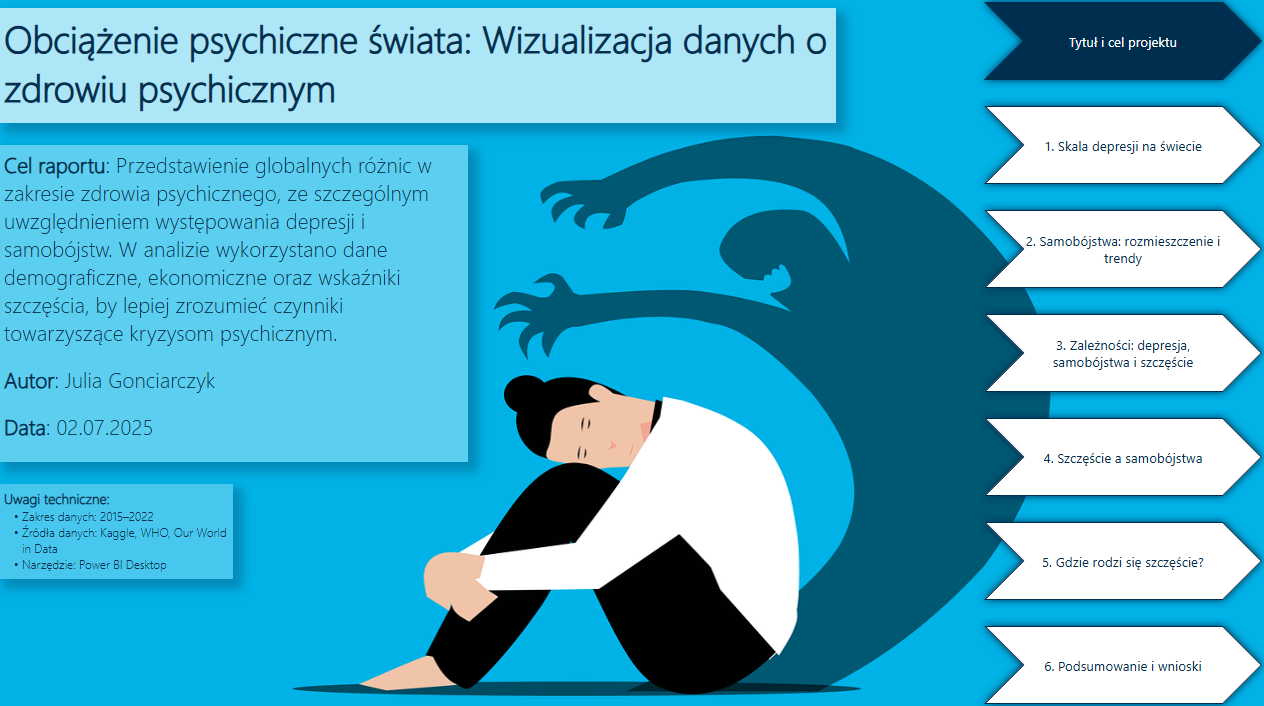 Obciążenie psychiczne świata: Wizualizacja danych o
zdrowiu psychicznym
Cel raportu: Przedstawienie globalnych różnic w
zakresie zdrowia psychicznego, ze szczególnym
uwzględnieniem występowania depresji i
samobójstw. W analizie wykorzystano dane
demograficzne, ekonomiczne oraz wskaźniki
szczęścia, by lepiej zrozumieć czynniki
towarzyszące kryzysom psychicznym.
Autor: Julia Gonciarczyk
Data: 02.07.2025
Uwagi techniczne:
• Zakres danych: 2015–2022
• Źródła danych: Kaggle, WHO, Our World
in Data
• Narzędzie: Power BI Desktop
Tytuł i cel projektu
1. Skala depresji na świecie
2. Samobójstwa: rozmieszczenie i
trendy
3. Zależności: depresja,
samobójstwa i szczęście
4. Szczęście a samobójstwa
5. Gdzie rodzi się szczęście?
6. Podsumowanie i wnioski